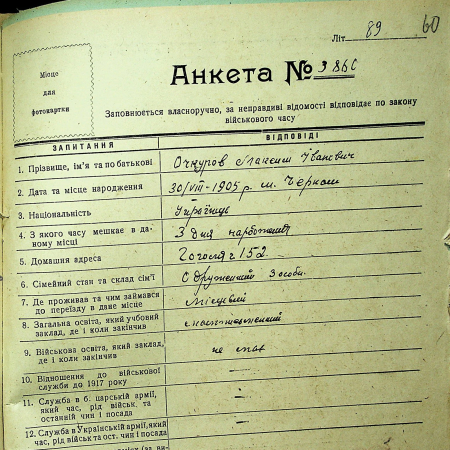 Літ. 89
60
Місце
для
фотокартки
Анкета № 386
Заповнюється власноручно, за неправдиві відомості відповідає по закону
військового часу
ЗАПИТАННЯ ВІДПОВІДІ
1. Прізвище, ім'я та по батькові Очкуров Максим Іванович
2. Дата та місце народження 30/VIII-1905 р. м.
3. Національність Українець
4. З якого часу мешкає в да-
ному місці З дня
5. Домашня адреса Гоголя 152
6. Сімейний стан та склад сім'ї Одружений
7. Де проживав та чим займався
до переїзду в дане місце Місцевий
8. Загальна освіта, який учбовий
заклад, де і коли закінчив
9. Військова освіта, який заклад,
де і коли закінчив не мав
10. Відношення до військової
служби до 1917 року
11. Служба в б. царській армії,
який час, рід військ. та
останній чин і посада
12. Служба в Українській армії, який
час, рід військ та ост. чин і посада